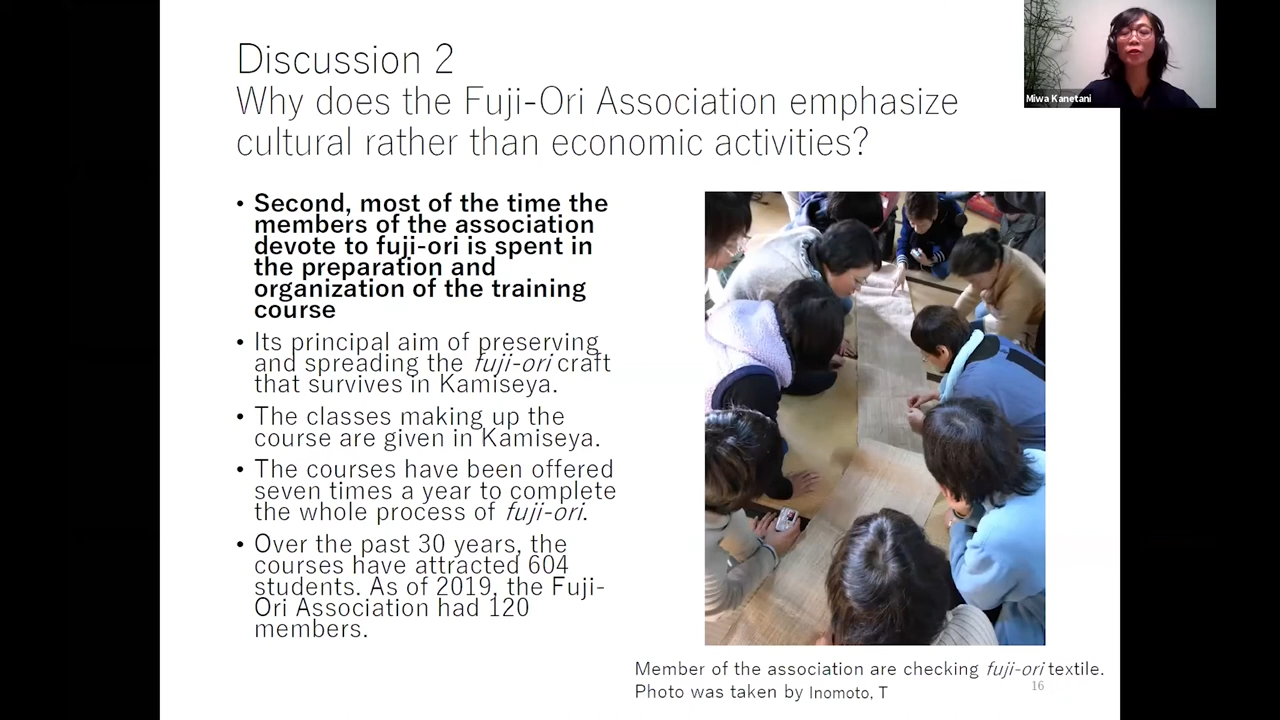 Discussion 2
Why does the Fuji-Ori Association emphasize
cultural rather than economic activities?
Miwa Kanetani
• Second, most of the time the
members of the association
devote to fuji-ori is spent in
the preparation and
organization of the training
course
• Its principal aim of preserving
and spreading the fuji-ori craft
that survives in Kamiseya.
• The classes making up the
course are given in Kamiseya.
• The courses have been offered
seven times a year to complete
the whole process of fuji-ori.
• Over the past 30 years, the
courses have attracted 604
students. As of 2019, the Fuji-
Ori Association had 120
members.
Member of the association are checking fuji-ori textile.
Photo was taken by Inomoto, T
16